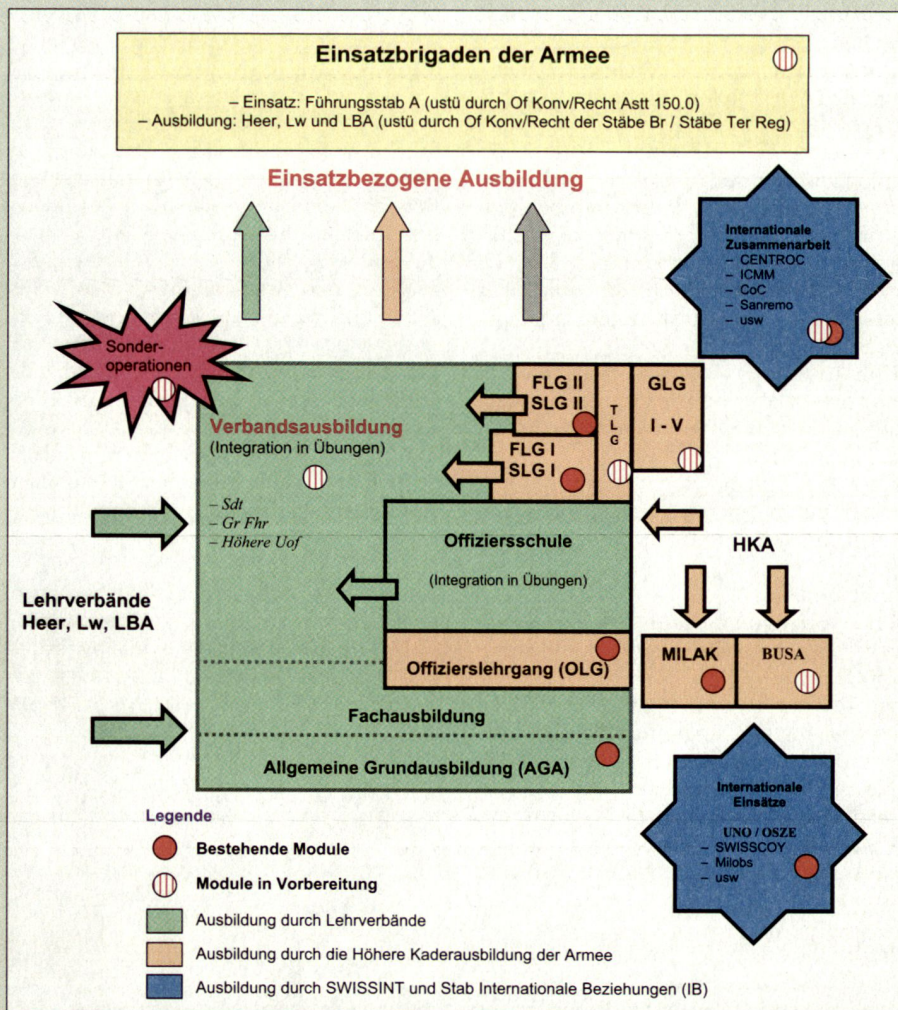 Einsatzbrigaden der Armee
– Einsatz: Führungsstab A (ustü durch Of Konv/Recht Astt 150.0)
– Ausbildung: Heer, Lw und LBA (ustü durch Of Konv/Recht der Stäbe Br / Stäbe Ter Reg)
Einsatzbezogene Ausbildung
Internationale
Zusammenarbeit
– CENTROC
– ICMM
– CoC
– Sanremo
– usw
Sonder-
operationen
Verbandsausbildung
(Integration in Übungen)
– Sdt
– Gr Fhr
– Höhere Uof
FLG II
SLG II
FLG I
SLG I
T
L
G
GLG
I - V
Offiziersschule
(Integration in Übungen)
HKA
Lehrverbände
Heer, Lw, LBA
Offizierslehrgang (OLG)
MILAK
BUSA
Fachausbildung
Allgemeine Grundausbildung (AGA)
Internationale
Einsätze
UNO / OSZE
– SWISSCOY
– Milobs
– usw
Legende
Bestehende Module
Module in Vorbereitung
Ausbildung durch Lehrverbände
Ausbildung durch die Höhere Kaderausbildung der Armee
Ausbildung durch SWISSINT und Stab Internationale Beziehungen (IB)